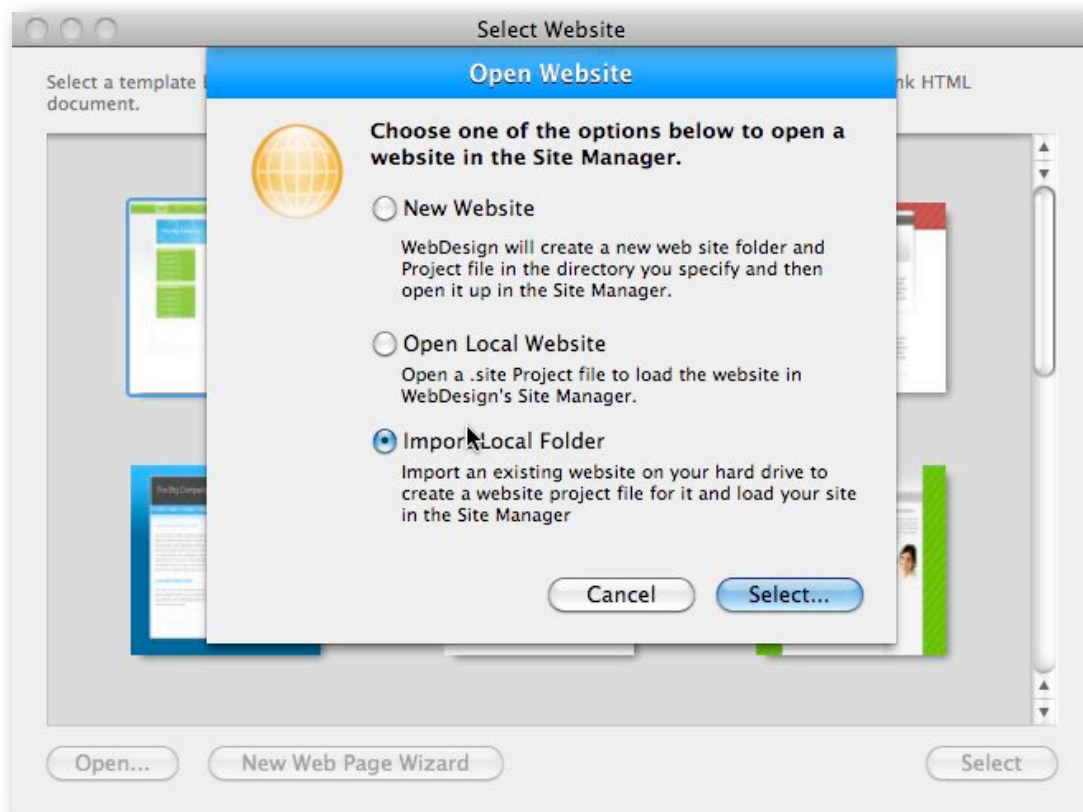 Select Website
Select a template
nk HTML
document.
Open Website
Choose one of the options below to open a
website in the Site Manager.
New Website
WebDesign will create a new web site folder and
Project file in the directory you specify and then
open it up in the Site Manager.
Open Local Website
Open a .site Project file to load the website in
WebDesign's Site Manager.
Import Local Folder
Import an existing website on your hard drive to
create a website project file for it and load your site
in the Site Manager
Cancel
Select...
The Big Company
Open...
New Web Page Wizard
Select